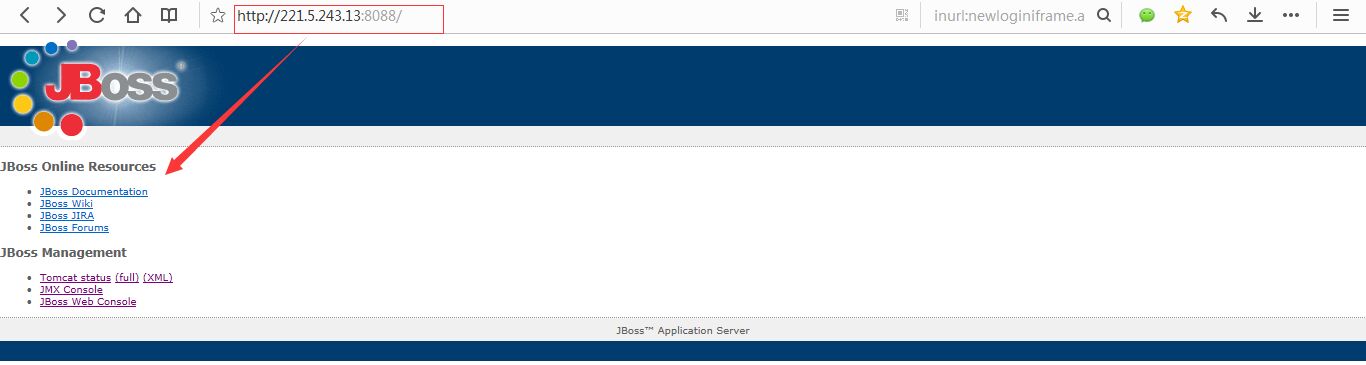 http://221.5.243.13:8088/
inurl:newloginiframe.a
JBoss
JBoss Online Resources
JBoss Documentation
JBoss Wiki
JBoss JIRA
JBoss Forums
JBoss Management
Tomcat status (full) (XML)
JMX Console
JBoss Web Console
JBoss™ Application Server